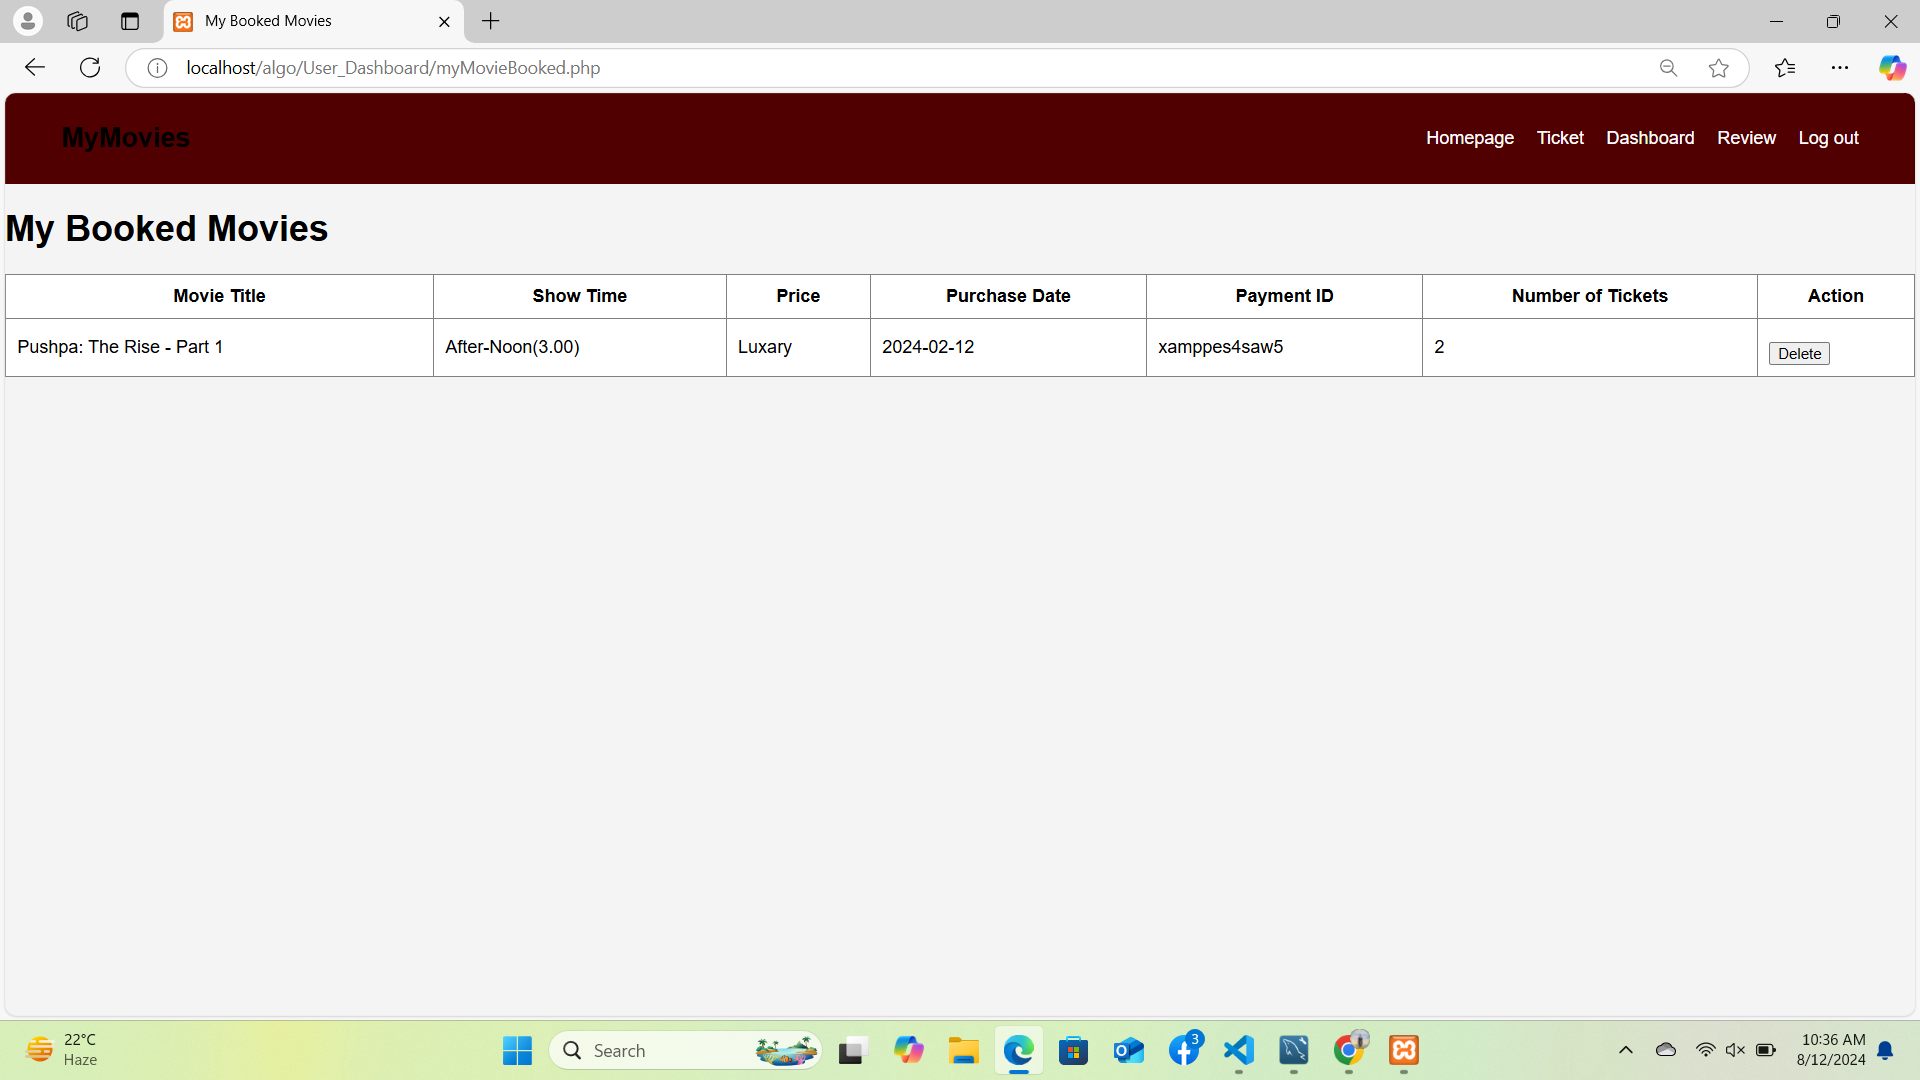 My Booked Movies
localhost/algo/User_Dashboard/myMovieBooked.php
MyMovies
Homepage Ticket Dashboard Review Log out
My Booked Movies
Movie Title Show Time Price Purchase Date Payment ID Number of Tickets Action
Pushpa: The Rise - Part 1 After-Noon(3.00) Luxary 2024-02-12 xamppes4saw5 2 Delete
22°C
Haze
Search
3
10:36 AM
8/12/2024